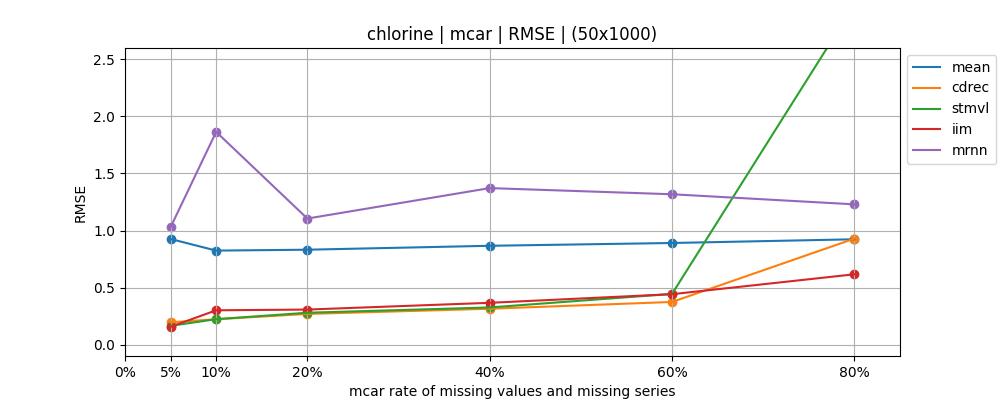 chlorine | mcar | RMSE | (50x1000)
2.5
2.0
1.5
1.0
0.5
0.0
RMSE
0% 5% 10% 20% 40% 60% 80%
mcar rate of missing values and missing series
mean
cdrec
stmvl
iim
mrnn